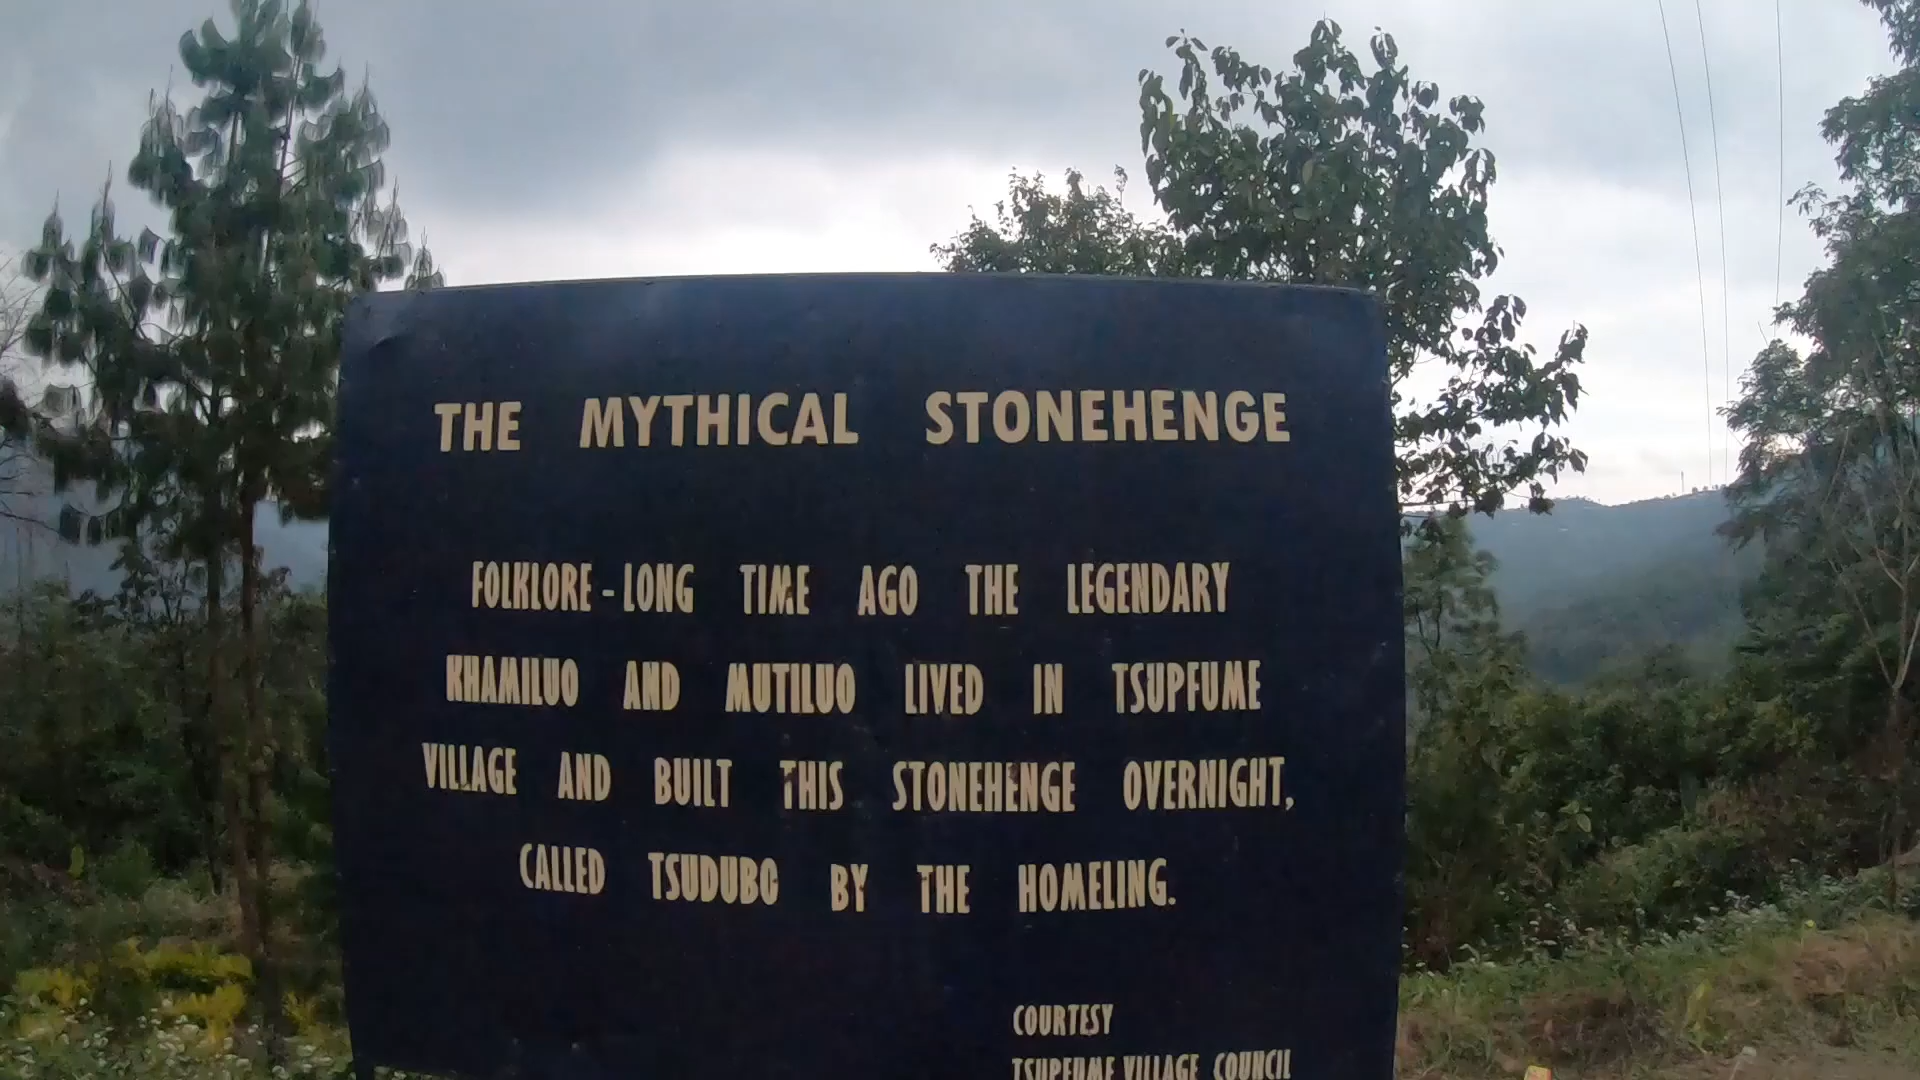 THE MYTHICAL STONEHENGE
FOLKLORE - LONG TIME AGO THE LEGENDARY
KHAMILUO AND MUTILUO LIVED IN TSUPFUME
VILLAGE AND BUILT THIS STONEHENGE OVERNIGHT,
CALLED TSUDUBO BY THE HOMELING.
COURTESY
TSUPFUME VILLAGE COUNCIL